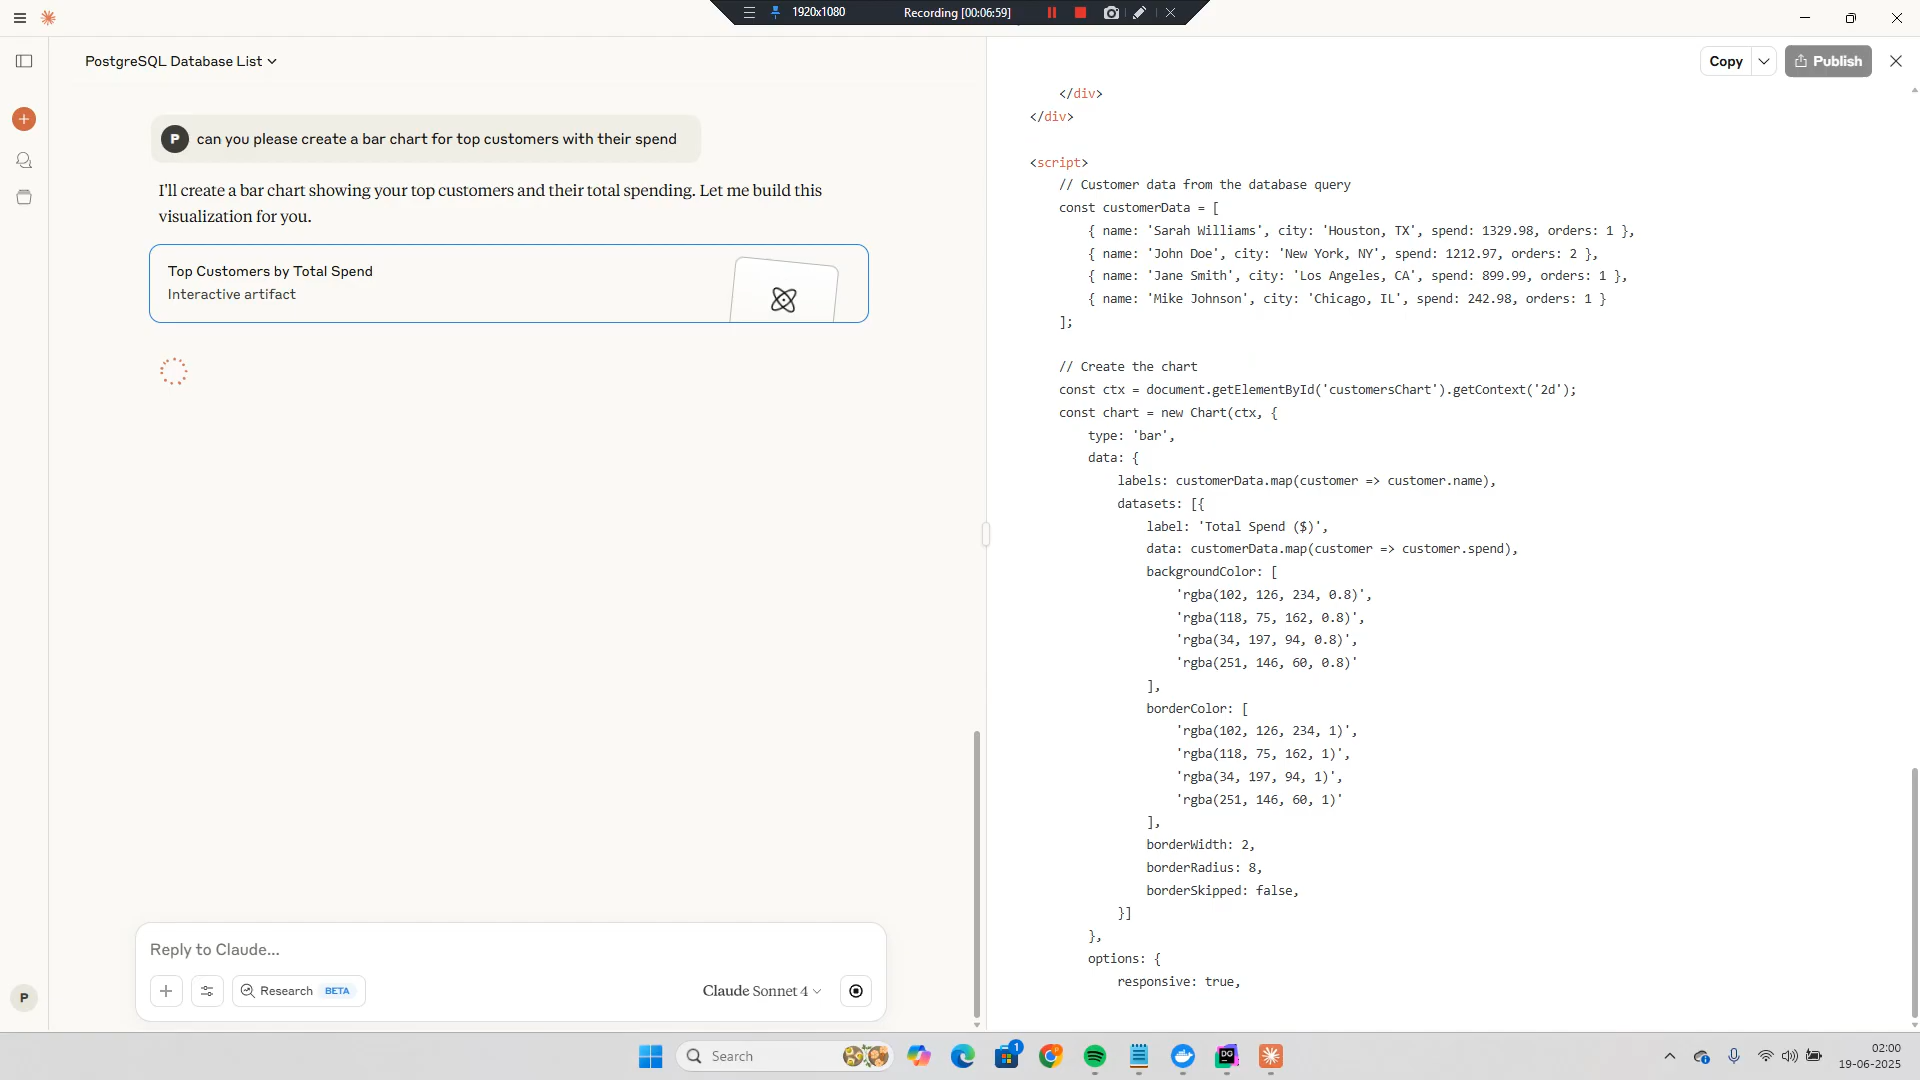 1920x1080
Recording [00:06:59]
PostgreSQL Database List
Copy
Publish
P
can you please create a bar chart for top customers with their spend
I'll create a bar chart showing your top customers and their total spending. Let me build this
visualization for you.
Top Customers by Total Spend
Interactive artifact
Reply to Claude...
Research BETA
Claude Sonnet 4
P
</div>
</div>
<script>
// Customer data from the database query
const customerData = [
{ name: 'Sarah Williams', city: 'Houston, TX', spend: 1329.98, orders: 1 },
{ name: 'John Doe', city: 'New York, NY', spend: 1212.97, orders: 2 },
{ name: 'Jane Smith', city: 'Los Angeles, CA', spend: 899.99, orders: 1 },
{ name: 'Mike Johnson', city: 'Chicago, IL', spend: 242.98, orders: 1 }
];
// Create the chart
const ctx = document.getElementById('customersChart').getContext('2d');
const chart = new Chart(ctx, {
type: 'bar',
data: {
labels: customerData.map(customer => customer.name),
datasets: [{
label: 'Total Spend ($)',
data: customerData.map(customer => customer.spend),
backgroundColor: [
'rgba(102, 126, 234, 0.8)',
'rgba(118, 75, 162, 0.8)',
'rgba(34, 197, 94, 0.8)',
'rgba(251, 146, 60, 0.8)'
],
borderColor: [
'rgba(102, 126, 234, 1)',
'rgba(118, 75, 162, 1)',
'rgba(34, 197, 94, 1)',
'rgba(251, 146, 60, 1)'
],
borderWidth: 2,
borderRadius: 8,
borderSkipped: false,
}]
},
options: {
responsive: true,
Search
1
DG
02:00
19-06-2025